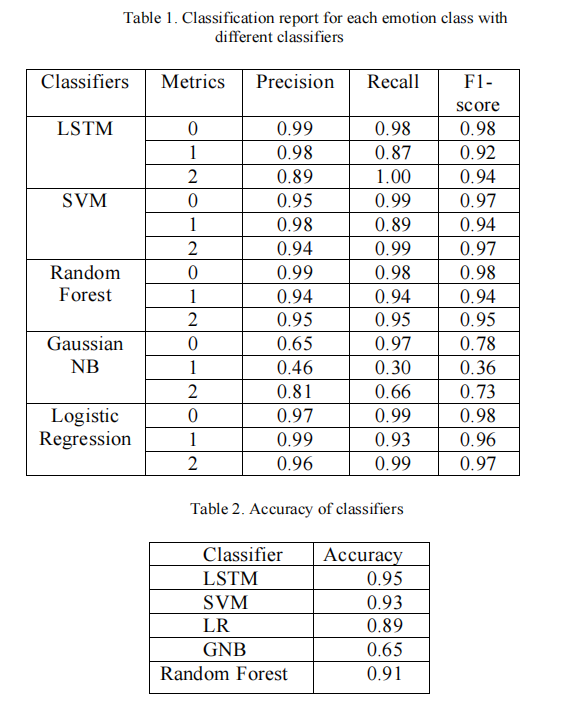 Table 1. Classification report for each emotion class with
different classifiers
Classifiers Metrics Precision Recall F1-
score
LSTM 0 0.99 0.98 0.98
1 0.98 0.87 0.92
2 0.89 1.00 0.94
SVM 0 0.95 0.99 0.97
1 0.98 0.89 0.94
2 0.94 0.99 0.97
Random 0 0.99 0.98 0.98
Forest 1 0.94 0.94 0.94
2 0.95 0.95 0.95
Gaussian 0 0.65 0.97 0.78
NB 1 0.46 0.30 0.36
2 0.81 0.66 0.73
Logistic 0 0.97 0.99 0.98
Regression 1 0.99 0.93 0.96
2 0.96 0.99 0.97
Table 2. Accuracy of classifiers
Classifier Accuracy
LSTM 0.95
SVM 0.93
LR 0.89
GNB 0.65
Random Forest 0.91